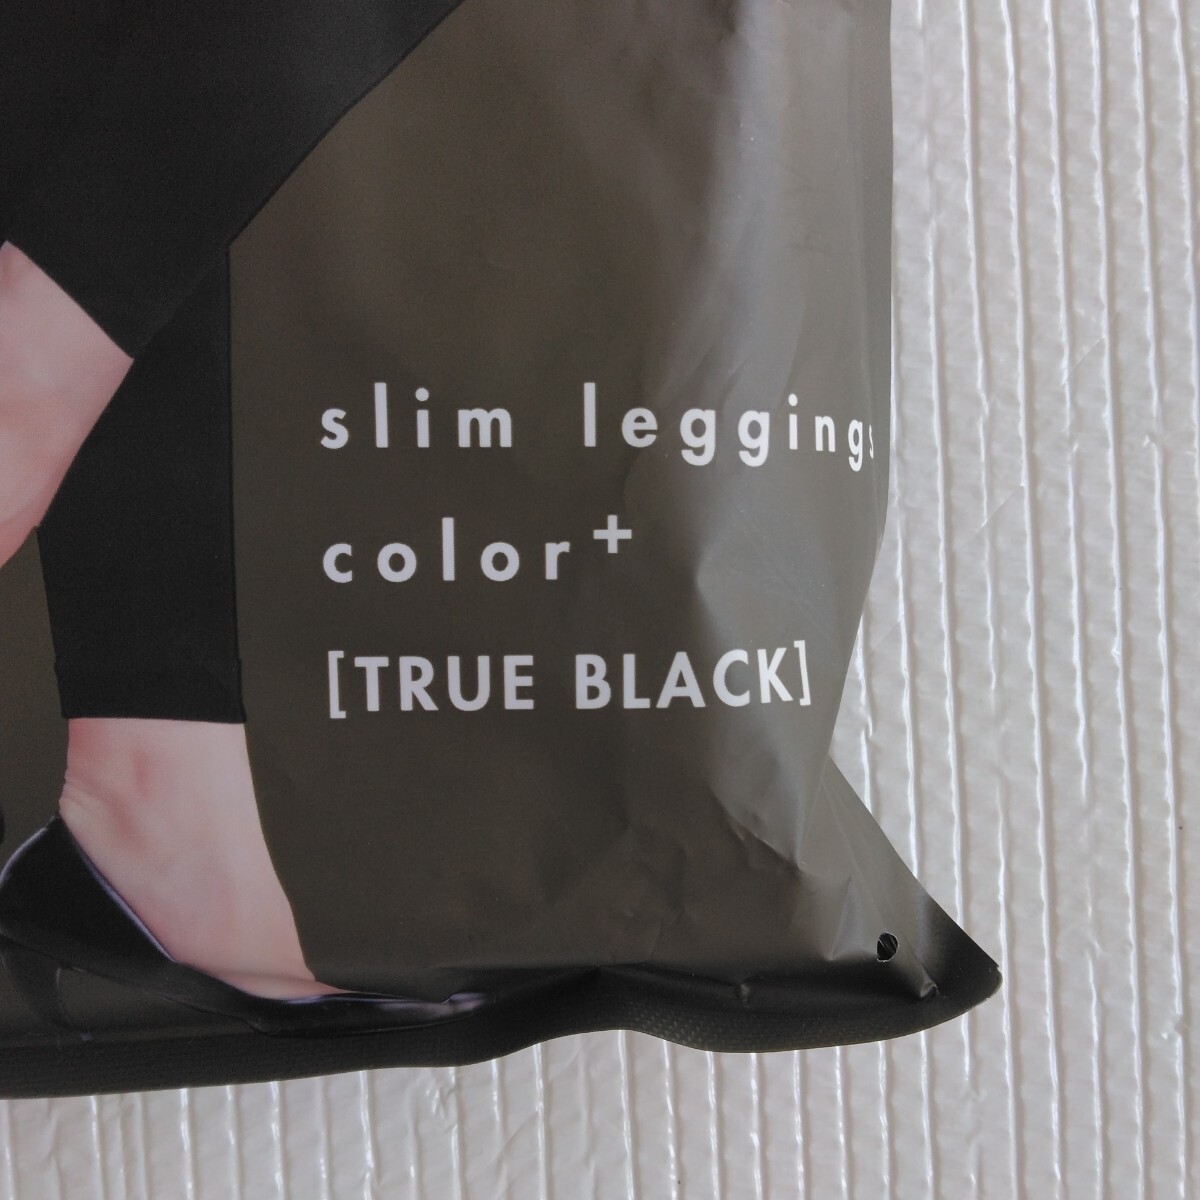 slim leggings
color+
[TRUE BLACK]